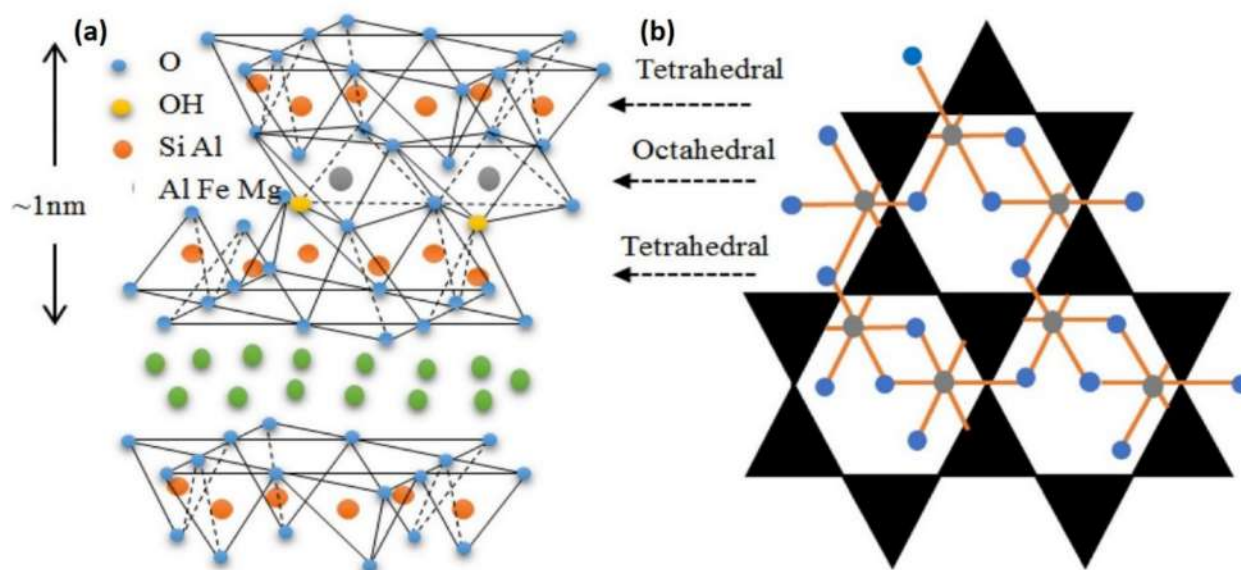 (a)
O
OH
Si Al
Al Fe Mg
~1nm
Tetrahedral
Octahedral
Tetrahedral
(b)